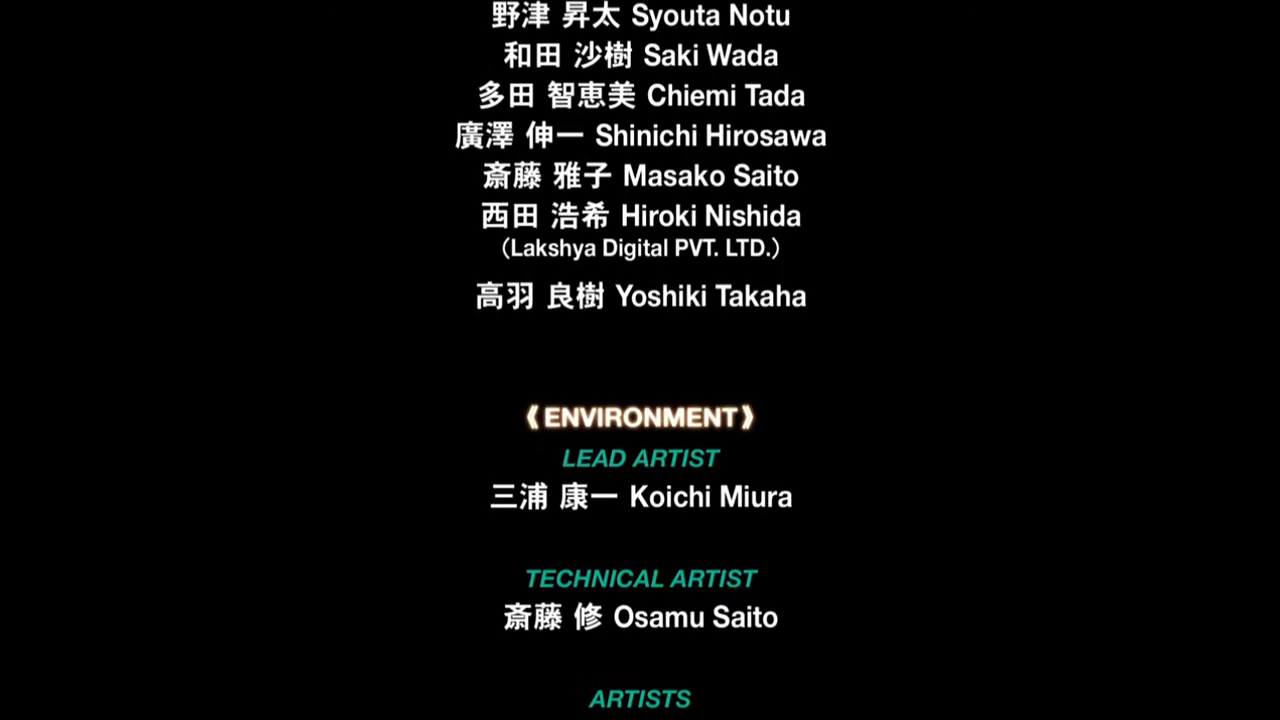 野津 昇太 Syouta Notu
和田 沙樹 Saki Wada
多田 智恵美 Chiemi Tada
廣澤 伸一 Shinichi Hirosawa
斎藤 雅子 Masako Saito
西田 浩希 Hiroki Nishida
（Lakshya Digital PVT. LTD.）
高羽 良樹 Yoshiki Takaha
《ENVIRONMENT》
LEAD ARTIST
三浦 康一 Koichi Miura
TECHNICAL ARTIST
斎藤 修 Osamu Saito
ARTISTS